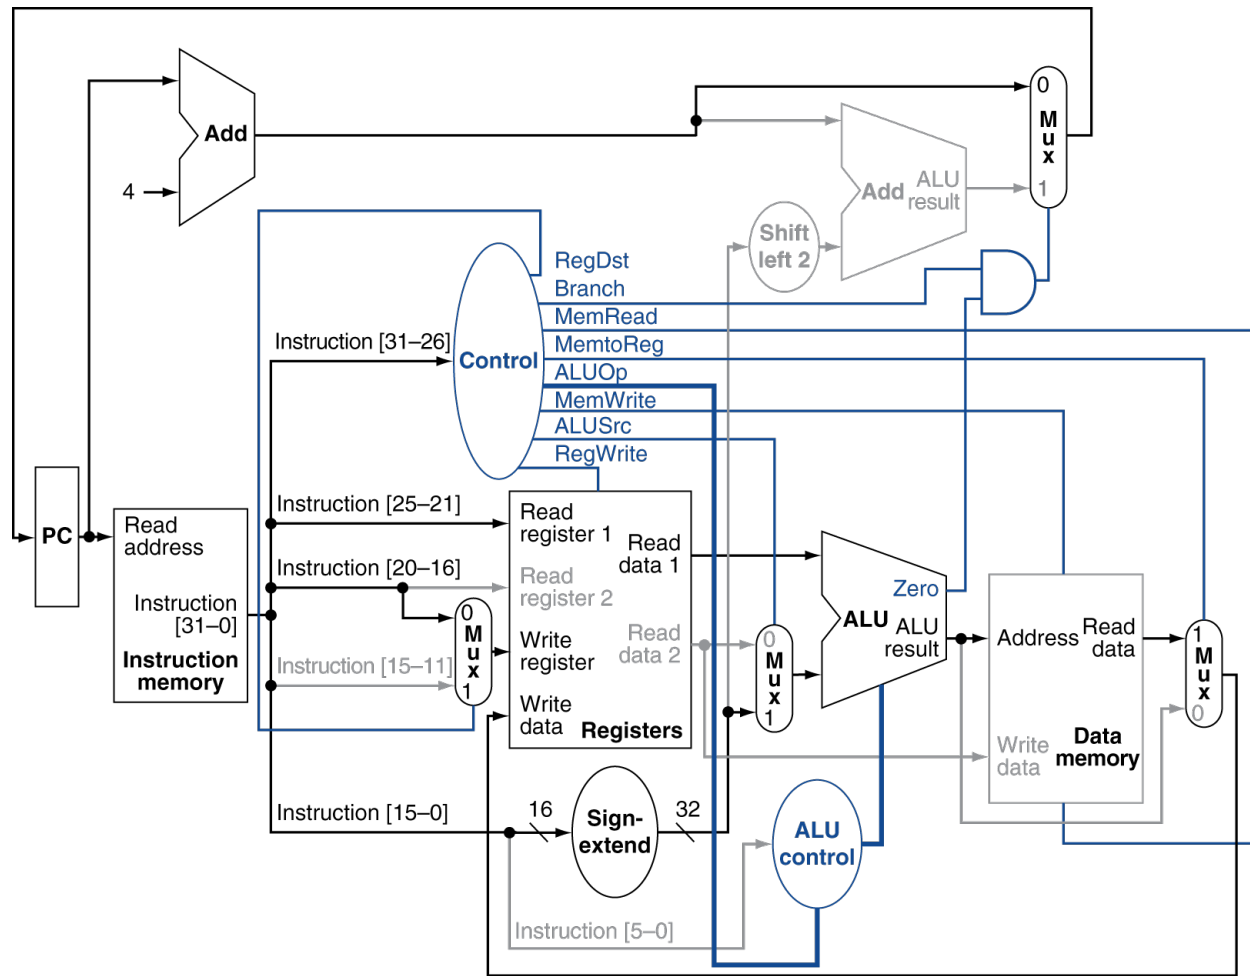 0
M
u
x
1
Add
4
Add
ALU
result
Shift
left 2
RegDst
Branch
MemRead
MemtoReg
ALUOp
MemWrite
ALUSrc
RegWrite
Control
Instruction [31–26]
PC
Read
address
Instruction
[31–0]
Instruction
memory
Instruction [25–21]
Instruction [20–16]
Instruction [15–11]
0
M
u
x
1
Read
register 1
Read
register 2
Write
register
Write
data
Read
data 1
Read
data 2
Registers
0
M
u
x
1
Zero
ALU
ALU
result
Address
Read
data
Write
data
Data
memory
1
M
u
x
0
Instruction [15–0]
16
Sign-
extend
32
ALU
control
Instruction [5–0]